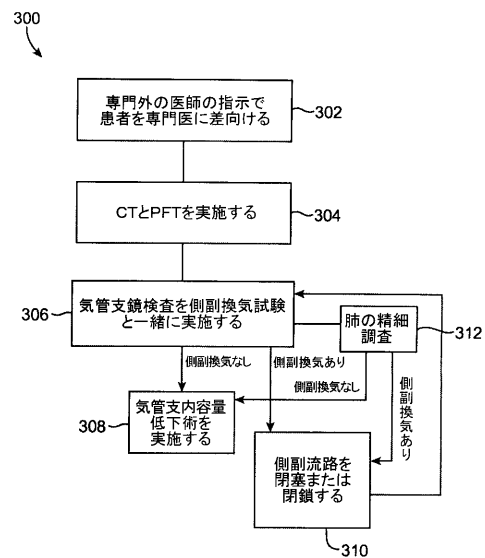 300
専門外の医師の指示で
患者を専門医に差向ける
302
CTとPFTを実施する
304
306
気管支鏡検査を側副換気試験
と一緒に実施する
肺の精細
調査
312
側副換気なし
側副換気あり
側副換気なし
側副換気あり
308
気管支内容量
低下術を
実施する
側副流路を
閉塞または
閉鎖する
310